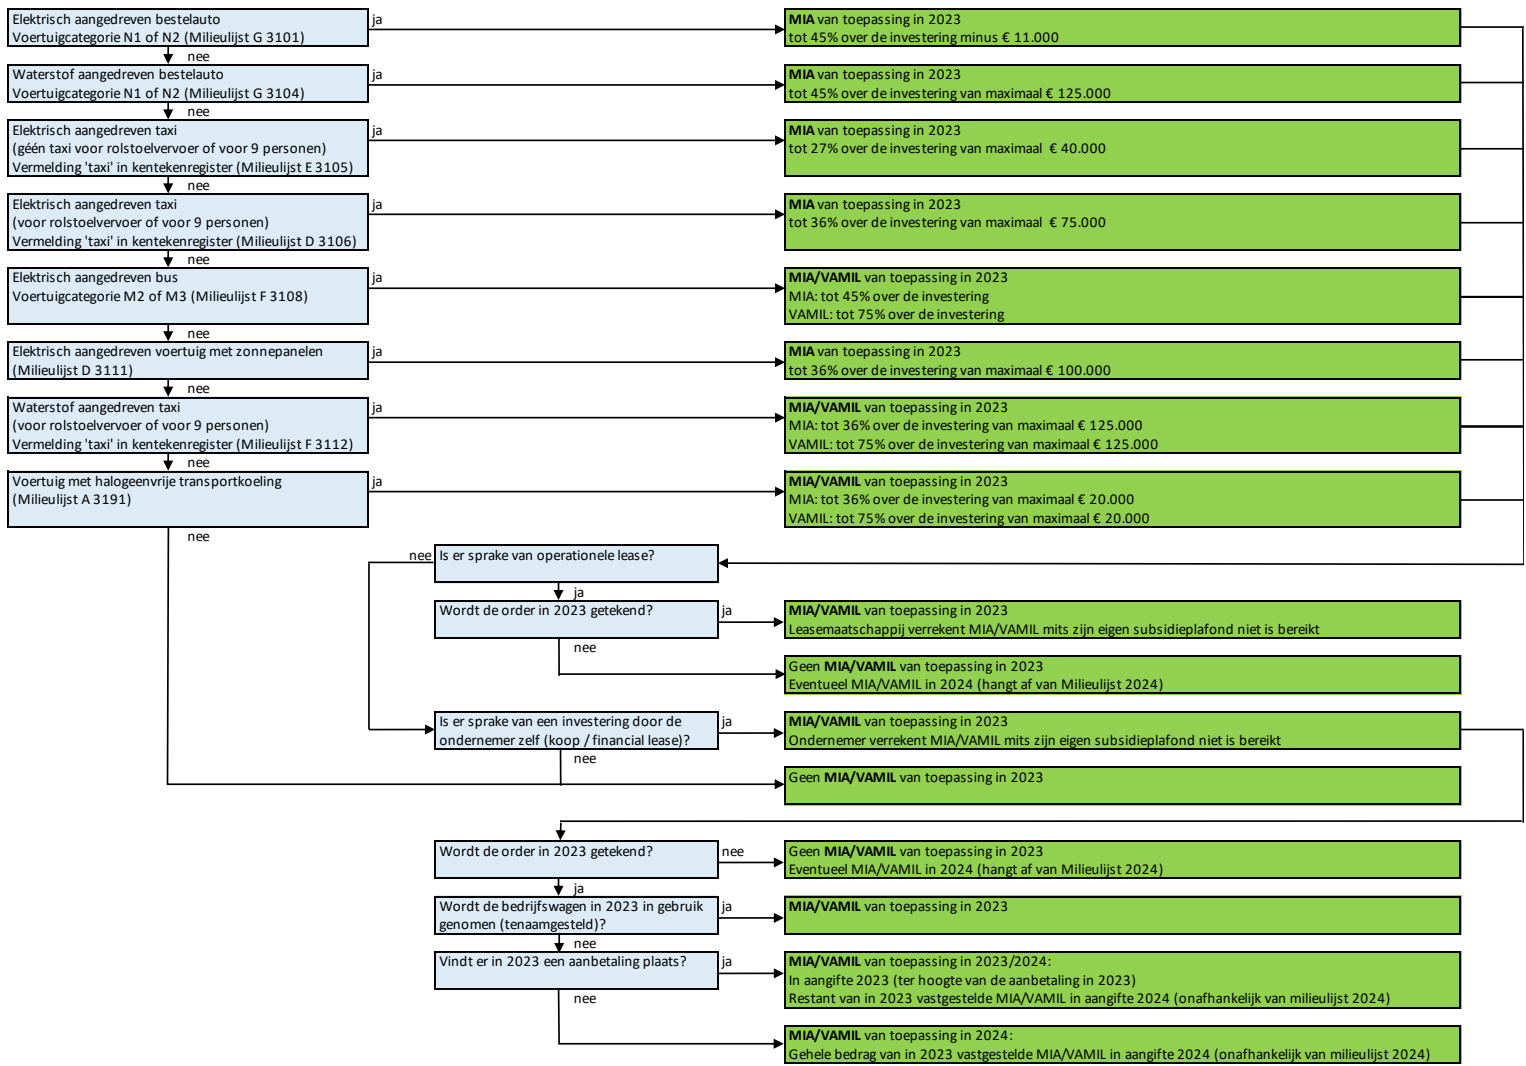 Elektrisch aangedreven bestelauto
Voertuigcategorie N1 of N2 (Milieulijst G 3101)
ja
MIA van toepassing in 2023
tot 45% over de investering minus € 11.000
nee
Waterstof aangedreven bestelauto
Voertuigcategorie N1 of N2 (Milieulijst G 3104)
ja
MIA van toepassing in 2023
tot 45% over de investering van maximaal € 125.000
nee
Elektrisch aangedreven taxi
(géén taxi voor rolstoelvervoer of voor 9 personen)
Vermelding 'taxi' in kentekenregister (Milieulijst E 3105)
ja
MIA van toepassing in 2023
tot 27% over de investering van maximaal € 40.000
nee
Elektrisch aangedreven taxi
(voor rolstoelvervoer of voor 9 personen)
Vermelding 'taxi' in kentekenregister (Milieulijst D 3106)
ja
MIA van toepassing in 2023
tot 36% over de investering van maximaal € 75.000
nee
Elektrisch aangedreven bus
Voertuigcategorie M2 of M3 (Milieulijst F 3108)
ja
MIA/VAMIL van toepassing in 2023
MIA: tot 45% over de investering
VAMIL: tot 75% over de investering
nee
Elektrisch aangedreven voertuig met zonnepanelen
(Milieulijst D 3111)
ja
MIA van toepassing in 2023
tot 36% over de investering van maximaal € 100.000
nee
Waterstof aangedreven taxi
(voor rolstoelvervoer of voor 9 personen)
Vermelding 'taxi' in kentekenregister (Milieulijst F 3112)
ja
MIA/VAMIL van toepassing in 2023
MIA: tot 36% over de investering van maximaal € 125.000
VAMIL: tot 75% over de investering van maximaal € 125.000
nee
Voertuig met halogeenvrije transportkoeling
(Milieulijst A 3191)
ja
MIA/VAMIL van toepassing in 2023
MIA: tot 36% over de investering van maximaal € 20.000
VAMIL: tot 75% over de investering van maximaal € 20.000
nee
nee
Is er sprake van operationele lease?
ja
Wordt de order in 2023 getekend?
ja
MIA/VAMIL van toepassing in 2023
Leasemaatschappij verrekent MIA/VAMIL mits zijn eigen subsidieplafond niet is bereikt
nee
Geen MIA/VAMIL van toepassing in 2023
Eventueel MIA/VAMIL in 2024 (hangt af van Milieulijst 2024)
Is er sprake van een investering door de
ondernemer zelf (koop / financial lease)?
ja
MIA/VAMIL van toepassing in 2023
Ondernemer verrekent MIA/VAMIL mits zijn eigen subsidieplafond niet is bereikt
nee
Geen MIA/VAMIL van toepassing in 2023
Wordt de order in 2023 getekend?
nee
Geen MIA/VAMIL van toepassing in 2023
Eventueel MIA/VAMIL in 2024 (hangt af van Milieulijst 2024)
ja
Wordt de bedrijfswagen in 2023 in gebruik
genomen (tenaamgesteld)?
ja
MIA/VAMIL van toepassing in 2023
nee
Vindt er in 2023 een aanbetaling plaats?
ja
MIA/VAMIL van toepassing in 2023/2024:
In aangifte 2023 (ter hoogte van de aanbetaling in 2023)
Restant van in 2023 vastgestelde MIA/VAMIL in aangifte 2024 (onafhankelijk van milieulijst 2024)
nee
MIA/VAMIL van toepassing in 2024:
Gehele bedrag van in 2023 vastgestelde MIA/VAMIL in aangifte 2024 (onafhankelijk van milieulijst 2024)